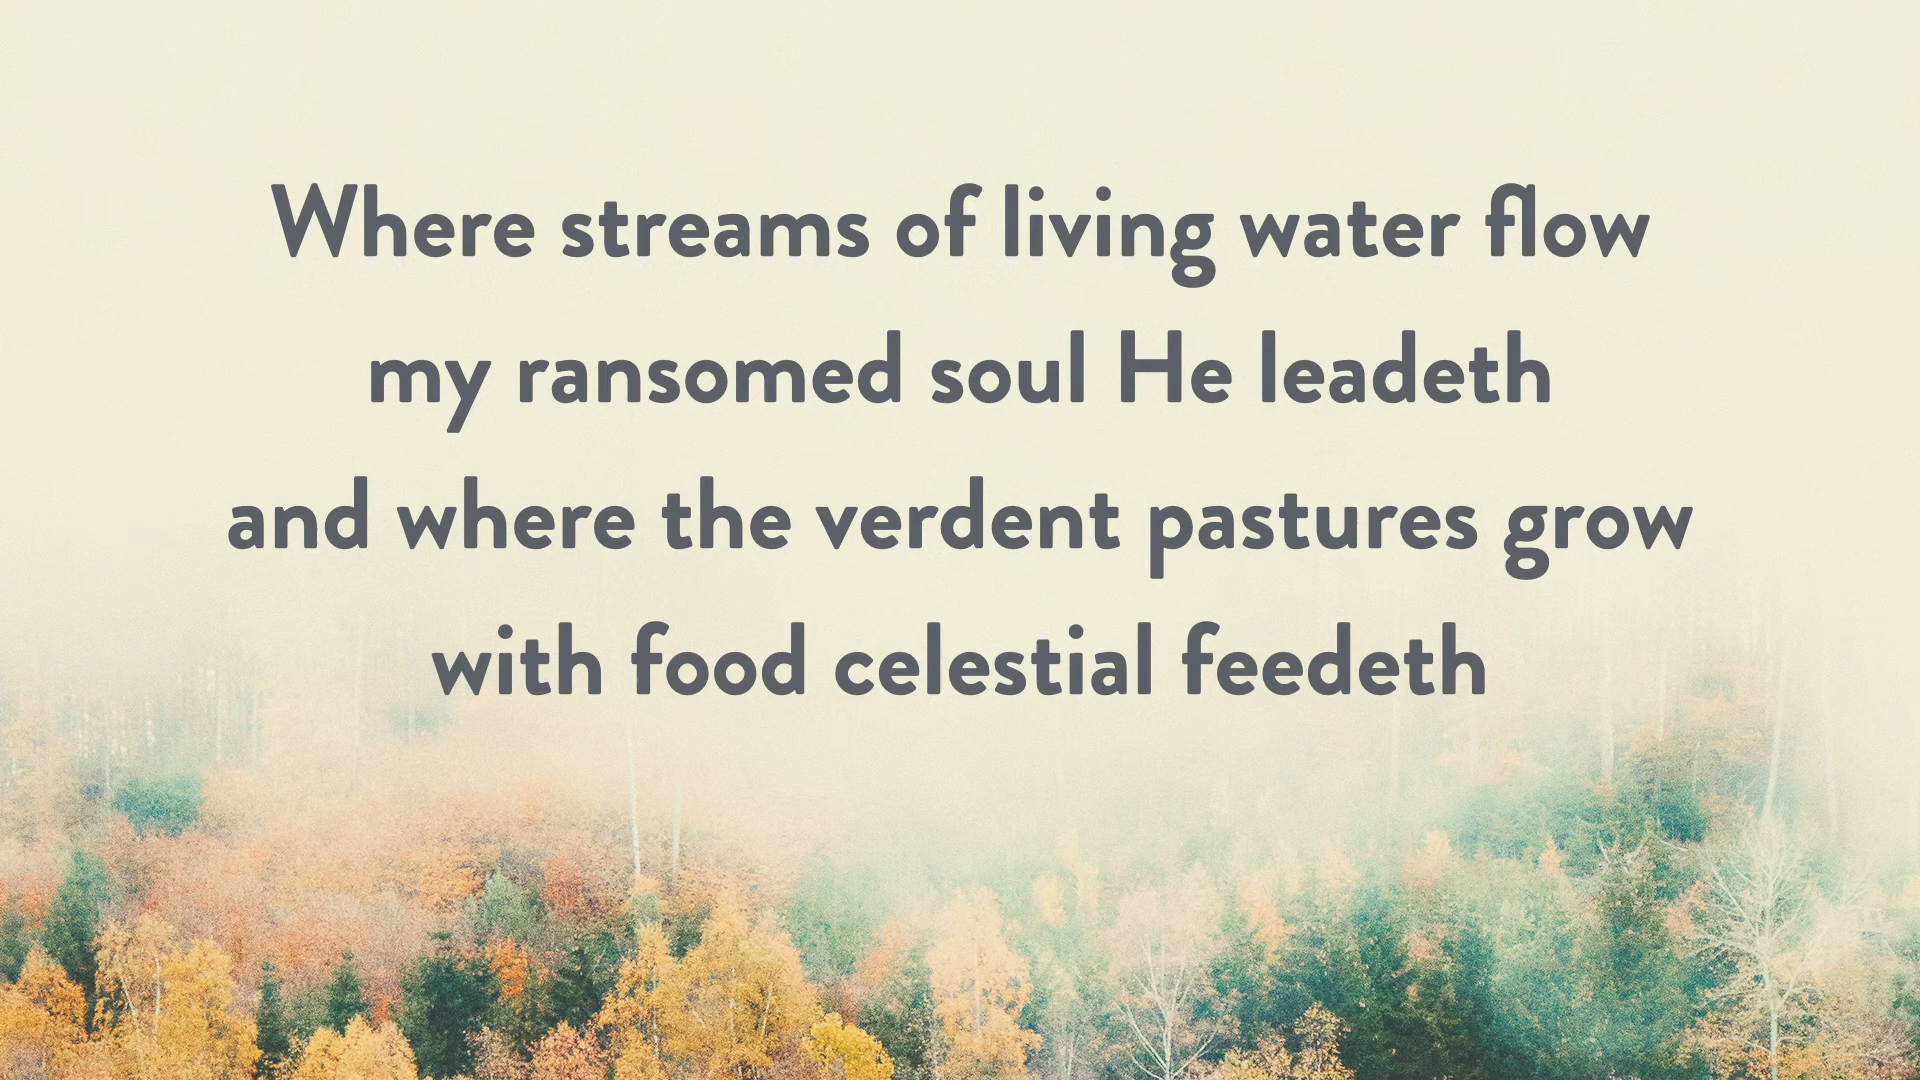 Where streams of living water flow
my ransomed soul He leadeth
and where the verdent pastures grow
with food celestial feedeth